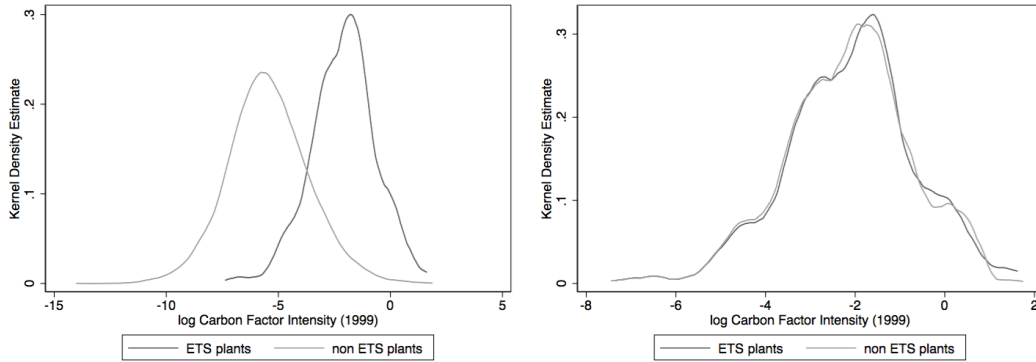 Kernel Density Estimate
.3
.2
.1
0
-15
-10
-5
0
5
log Carbon Factor Intensity (1999)
ETS plants
non ETS plants
Kernel Density Estimate
.3
.2
.1
0
-8
-6
-4
-2
0
2
log Carbon Factor Intensity (1999)
ETS plants
non ETS plants